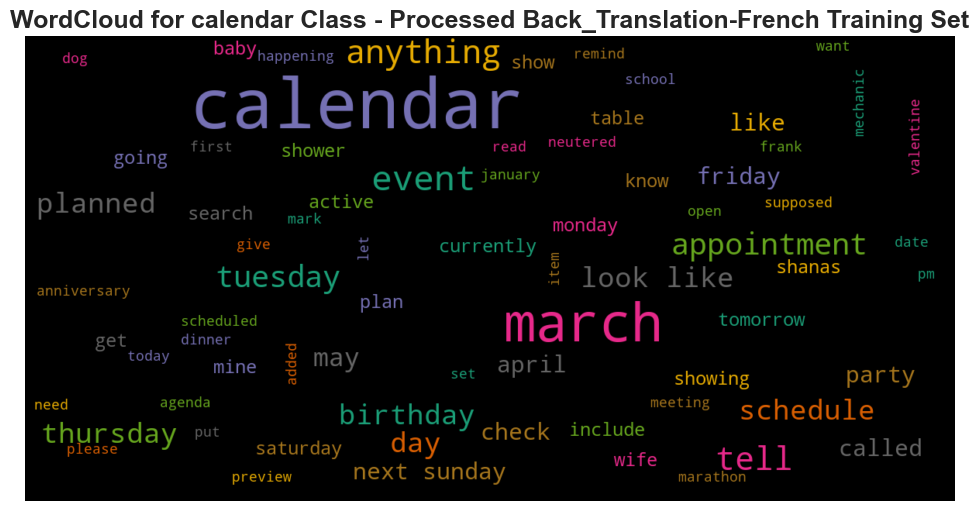 WordCloud for calendar Class - Processed Back_Translation-French Training Set
dog
baby
happening
anything
show
remind
want
calendar
school
mechanic
valentine
table
like
going
first
shower
read
neutered
frank
event
january
know
friday
planned
search
active
mark
open
supposed
give
let
currently
monday
item
appointment
date
tuesday
look like
shanas
pm
anniversary
plan
march
tomorrow
scheduled
get
dinner
today
mine
added
may
set
april
showing
party
need
agenda
birthday
meeting
schedule
thursday
put
please
saturday
day
check
include
called
preview
next sunday
wife
tell
marathon